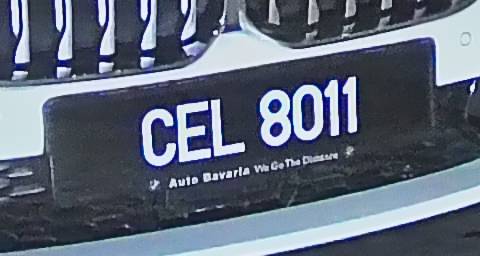 CEL 8011
Auto Bavaria We Go The Distance